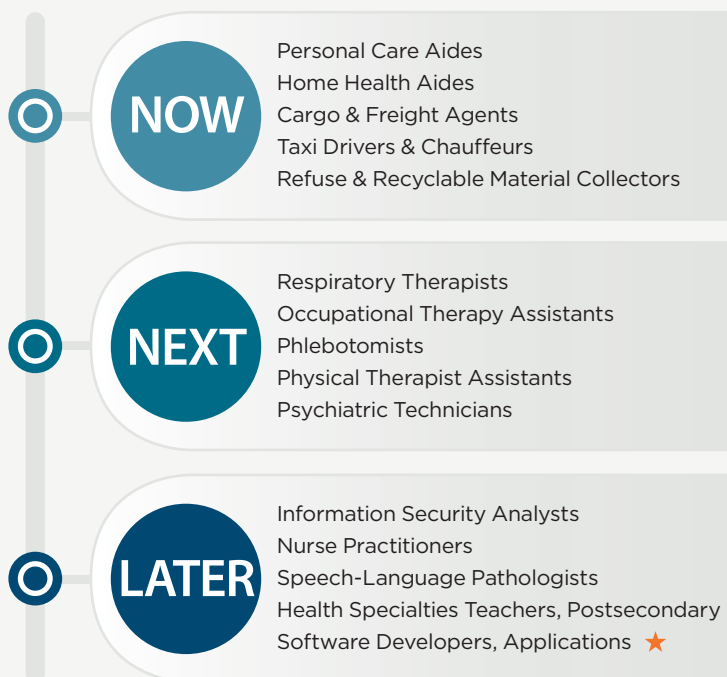 NOW
Personal Care Aides
Home Health Aides
Cargo & Freight Agents
Taxi Drivers & Chauffeurs
Refuse & Recyclable Material Collectors
NEXT
Respiratory Therapists
Occupational Therapy Assistants
Phlebotomists
Physical Therapist Assistants
Psychiatric Technicians
LATER
Information Security Analysts
Nurse Practitioners
Speech-Language Pathologists
Health Specialties Teachers, Postsecondary
Software Developers, Applications